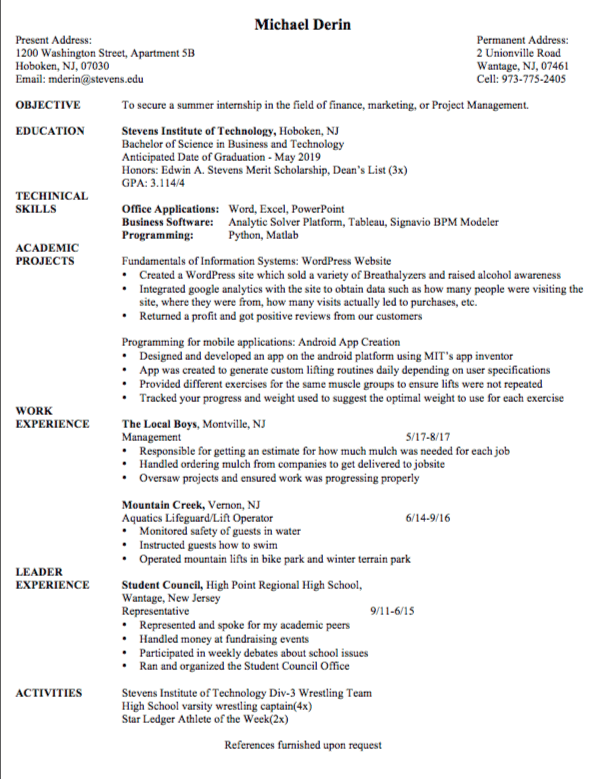 Michael Derin
Present Address: Permanent Address:
1200 Washington Street, Apartment 5B 2 Unionville Road
Hoboken, NJ, 07030 Wantage, NJ, 07461
Email: mderin@stevens.edu Cell: 973-775-2405
OBJECTIVE To secure a summer internship in the field of finance, marketing, or Project Management.
EDUCATION Stevens Institute of Technology, Hoboken, NJ
Bachelor of Science in Business and Technology
Anticipated Date of Graduation - May 2019
Honors: Edwin A. Stevens Merit Scholarship, Dean's List (3x)
GPA: 3.114/4
TECHINICAL
SKILLS Office Applications: Word, Excel, PowerPoint
Business Software: Analytic Solver Platform, Tableau, Signavio BPM Modeler
Programming: Python, Matlab
ACADEMIC
PROJECTS Fundamentals of Information Systems: WordPress Website
• Created a WordPress site which sold a variety of Breathalyzers and raised alcohol awareness
• Integrated google analytics with the site to obtain data such as how many people were visiting the
site, where they were from, how many visits actually led to purchases, etc.
• Returned a profit and got positive reviews from our customers
Programming for mobile applications: Android App Creation
• Designed and developed an app on the android platform using MIT's app inventor
• App was created to generate custom lifting routines daily depending on user specifications
• Provided different exercises for the same muscle groups to ensure lifts were not repeated
• Tracked your progress and weight used to suggest the optimal weight to use for each exercise
WORK
EXPERIENCE The Local Boys, Montville, NJ
Management 5/17-8/17
• Responsible for getting an estimate for how much mulch was needed for each job
• Handled ordering mulch from companies to get delivered to jobsite
• Oversaw projects and ensured work was progressing properly
Mountain Creek, Vernon, NJ
Aquatics Lifeguard/Lift Operator 6/14-9/16
• Monitored safety of guests in water
• Instructed guests how to swim
• Operated mountain lifts in bike park and winter terrain park
LEADER
EXPERIENCE Student Council, High Point Regional High School,
Wantage, New Jersey
Representative 9/11-6/15
• Represented and spoke for my academic peers
• Handled money at fundraising events
• Participated in weekly debates about school issues
• Ran and organized the Student Council Office
ACTIVITIES Stevens Institute of Technology Div-3 Wrestling Team
High School varsity wrestling captain(4x)
Star Ledger Athlete of the Week(2x)
References furnished upon request